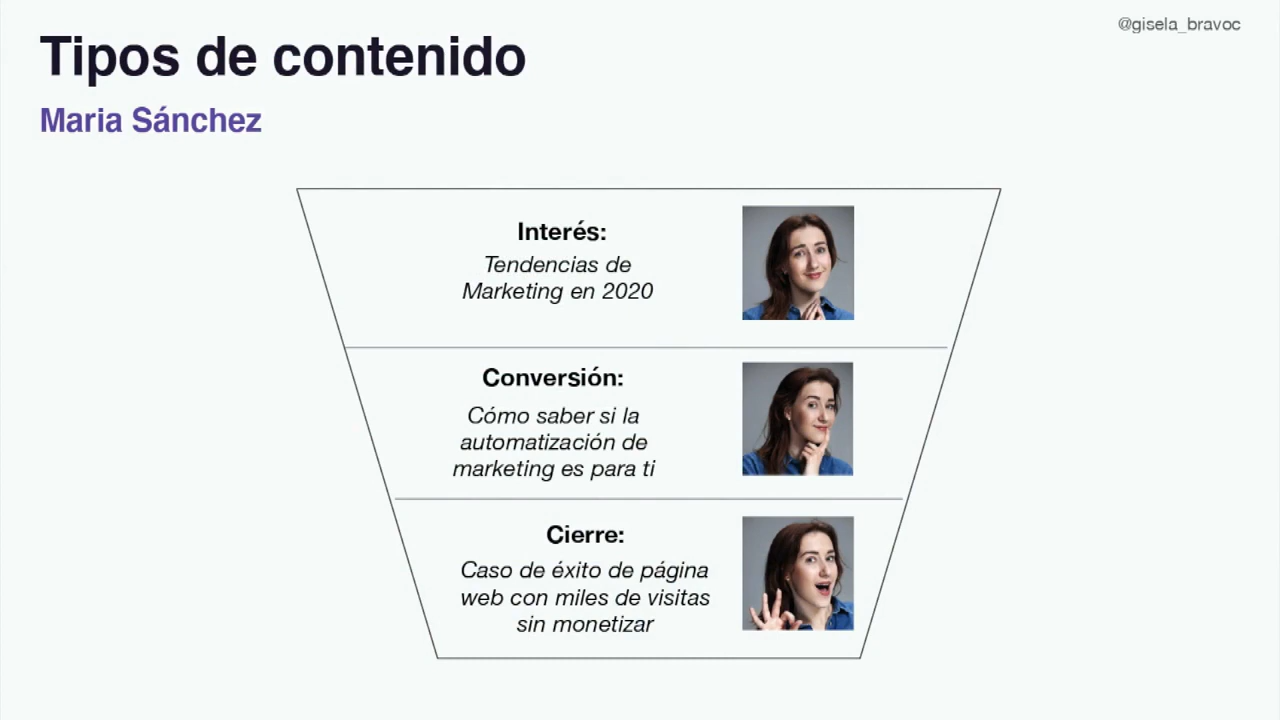 @gisela_bravoc
Tipos de contenido
Maria Sánchez
Interés:
Tendencias de
Marketing en 2020
Conversión:
Cómo saber si la
automatización de
marketing es para ti
Cierre:
Caso de éxito de página
web con miles de visitas
sin monetizar